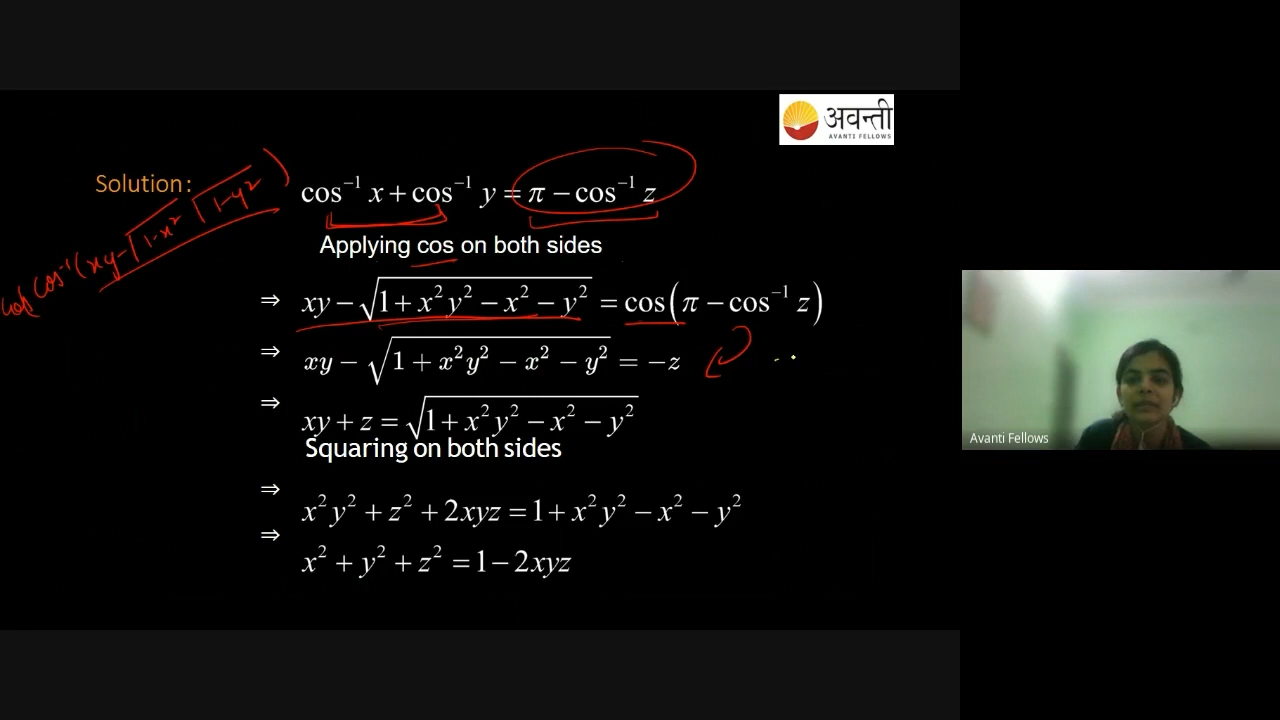 अवन्ती
AVANTI FELLOWS
Solution:
cos⁻¹ x + cos⁻¹ y = π − cos⁻¹ z
Applying cos on both sides
cos cos⁻¹(xy − √1−x² √1−y²)
⇒ xy − √(1 + x²y² − x² − y²) = cos(π − cos⁻¹ z)
⇒ xy − √(1 + x²y² − x² − y²) = −z
⇒ xy + z = √(1 + x²y² − x² − y²)
Squaring on both sides
⇒ x²y² + z² + 2xyz = 1 + x²y² − x² − y²
⇒ x² + y² + z² = 1 − 2xyz
Avanti Fellows